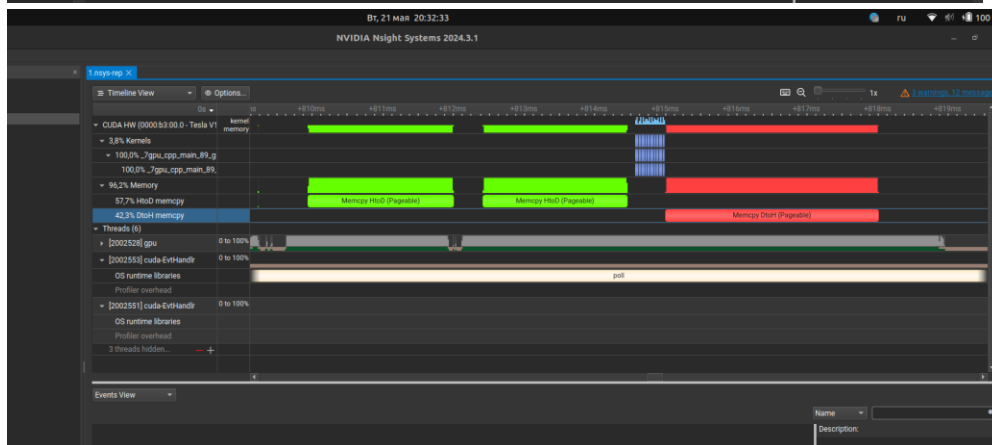 Вт, 21 мая 20:32:33
ru
100
NVIDIA Nsight Systems 2024.3.1
1.nsys-rep ×
Timeline View
Options...
1x
3 warnings, 12 message
0s
+810ms +811ms +812ms +813ms +814ms +815ms +816ms +817ms +818ms +819ms
CUDA HW (0000:b3:00.0 - Tesla V1
kernel
memory
3,8% Kernels
100,0% _7gpu_cpp_main_89_g
100,0% _7gpu_cpp_main_89_
96,2% Memory
57,7% HtoD memcpy
Memcpy HtoD (Pageable)
Memcpy HtoD (Pageable)
42,3% DtoH memcpy
Memcpy DtoH (Pageable)
Threads (6)
[2002528] gpu
0 to 100%
[2002553] cuda-EvtHandlr
0 to 100%
OS runtime libraries
poll
Profiler overhead
[2002551] cuda-EvtHandlr
0 to 100%
OS runtime libraries
Profiler overhead
3 threads hidden...
Events View
Name
Description: